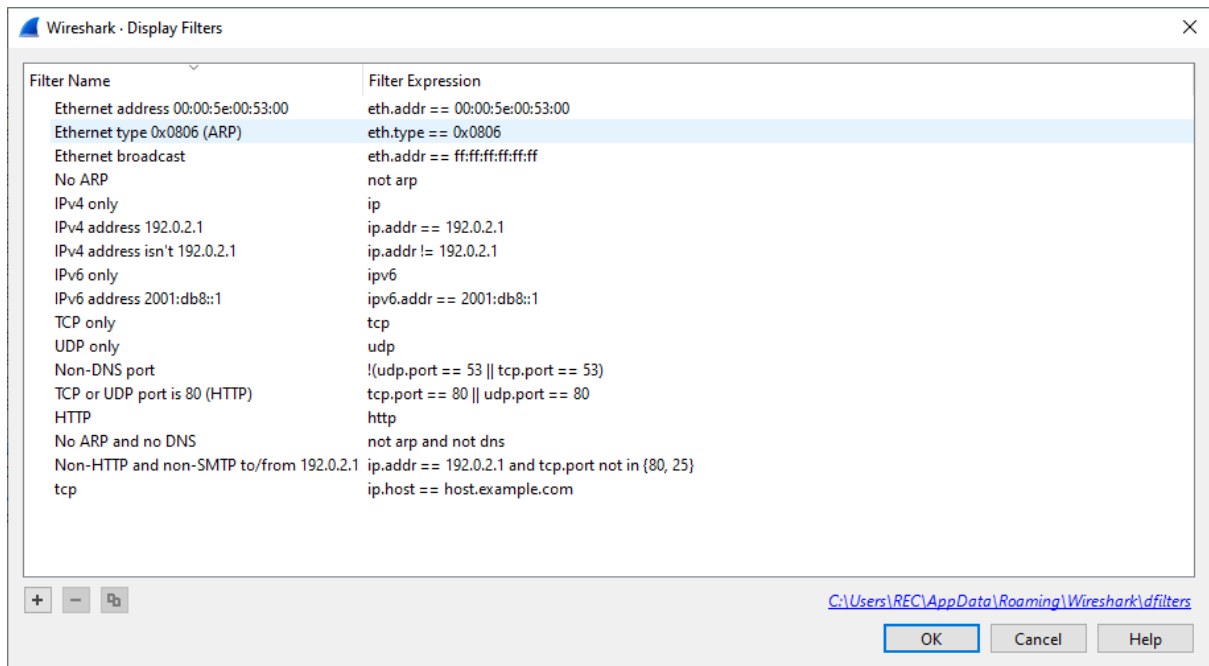 Wireshark · Display Filters
Filter Name Filter Expression
Ethernet address 00:00:5e:00:53:00 eth.addr == 00:00:5e:00:53:00
Ethernet type 0x0806 (ARP) eth.type == 0x0806
Ethernet broadcast eth.addr == ff:ff:ff:ff:ff:ff
No ARP not arp
IPv4 only ip
IPv4 address 192.0.2.1 ip.addr == 192.0.2.1
IPv4 address isn't 192.0.2.1 ip.addr != 192.0.2.1
IPv6 only ipv6
IPv6 address 2001:db8::1 ipv6.addr == 2001:db8::1
TCP only tcp
UDP only udp
Non-DNS port !(udp.port == 53 || tcp.port == 53)
TCP or UDP port is 80 (HTTP) tcp.port == 80 || udp.port == 80
HTTP http
No ARP and no DNS not arp and not dns
Non-HTTP and non-SMTP to/from 192.0.2.1 ip.addr == 192.0.2.1 and tcp.port not in {80, 25}
tcp ip.host == host.example.com
C:\Users\REC\AppData\Roaming\Wireshark\dfilters
OK Cancel Help